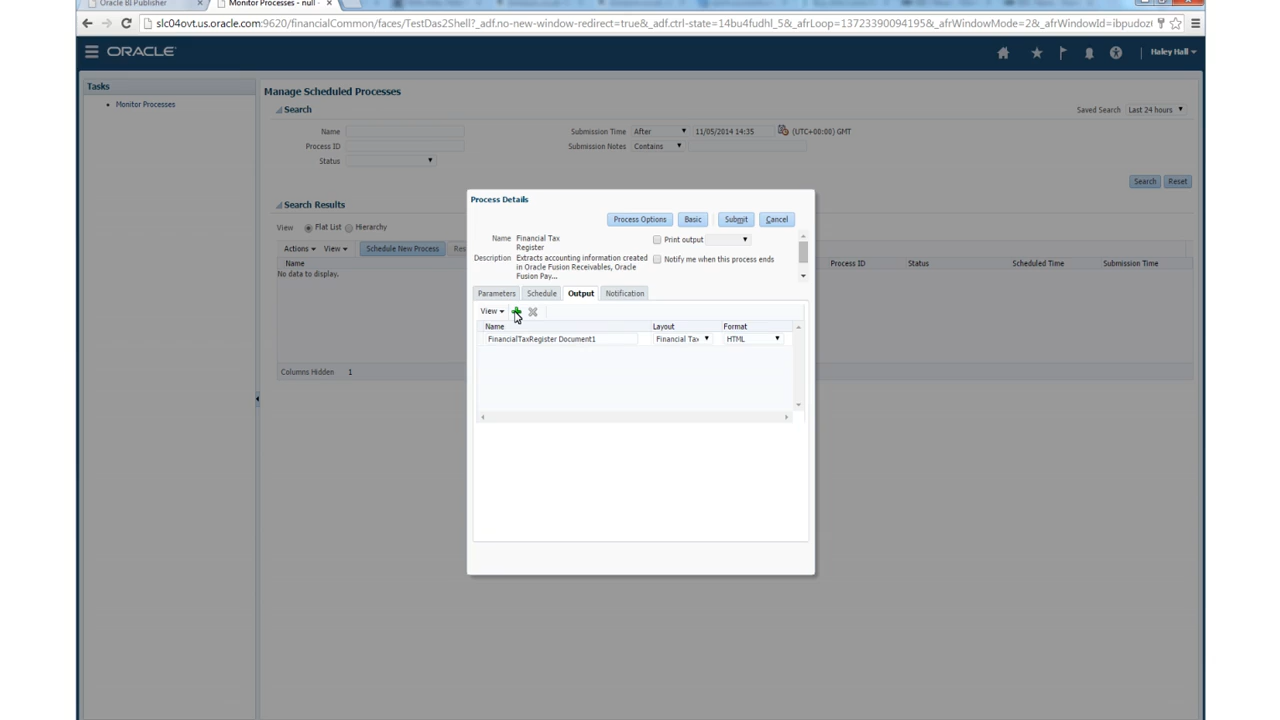 Oracle BI Publisher
Monitor Processes - null -
slc04ovt.us.oracle.com:9620/financialCommon/faces/TestDas2Shell?_adf.no-new-window-redirect=true&_adf.ctrl-state=14bu4fudhl_5&_afrLoop=137233900941 95&_afrWindowMode=2&_afrWindowId=ibpudozt
ORACLE
Haley Hall
Tasks
Monitor Processes
Manage Scheduled Processes
Search
Saved Search Last 24 hours
Name
Submission Time After 11/05/2014 14:35 (UTC+00:00) GMT
Process ID
Submission Notes Contains
Status
Search Reset
Search Results
View Flat List Hierarchy
Actions View Schedule New Process Res
Name Process ID Status Scheduled Time Submission Time
No data to display.
Columns Hidden 1
Process Details
Process Options Basic Submit Cancel
Name Financial Tax Register
Print output
Description Extracts accounting information created in Oracle Fusion Receivables, Oracle Fusion Pay...
Notify me when this process ends
Parameters Schedule Output Notification
View
Name Layout Format
FinancialTaxRegister Document1 Financial Tax HTML